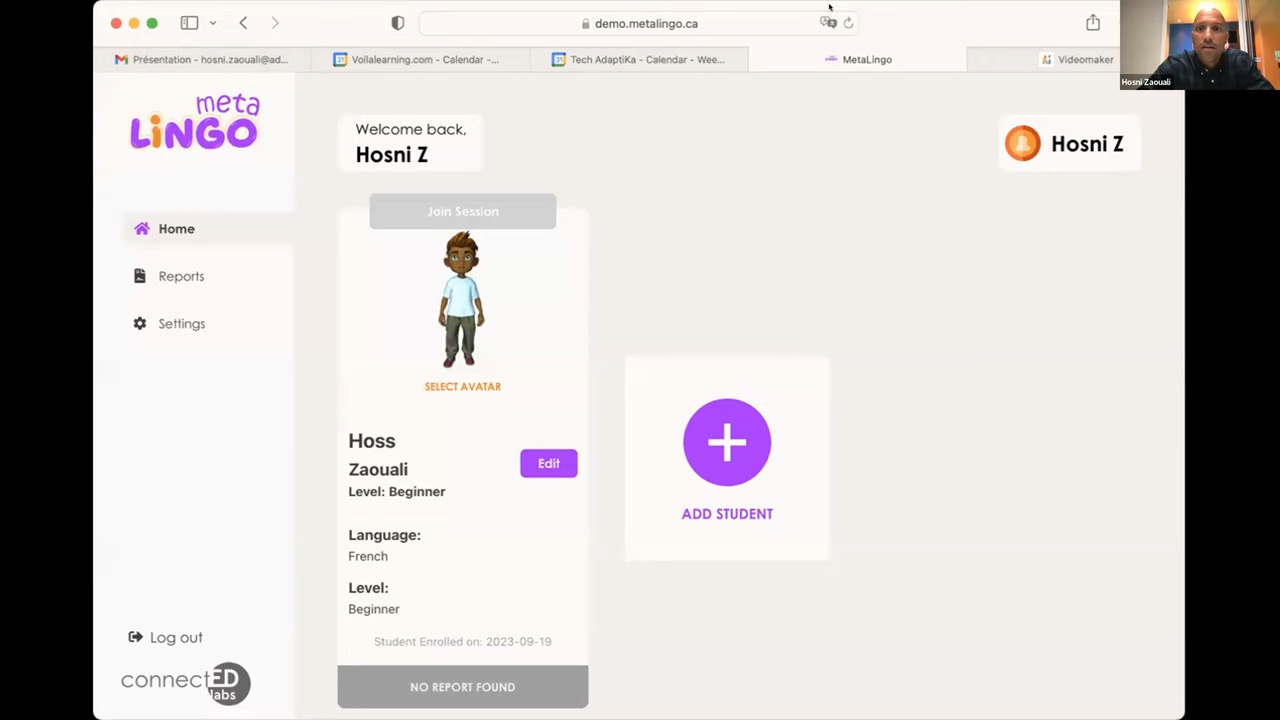 demo.metalingo.ca
Présentation - hosni.zaouali@ad...
Voilalearning.com - Calendar -...
Tech AdaptiKa - Calendar - Wee...
MetaLingo
Videomaker
Hosni Zaouali
meta
LiNGO
Welcome back,
Hosni Z
Hosni Z
Home
Reports
Settings
Join Session
SELECT AVATAR
Hoss
Zaouali
Edit
Level: Beginner
Language:
French
Level:
Beginner
Student Enrolled on: 2023-09-19
NO REPORT FOUND
ADD STUDENT
Log out
connectED
labs